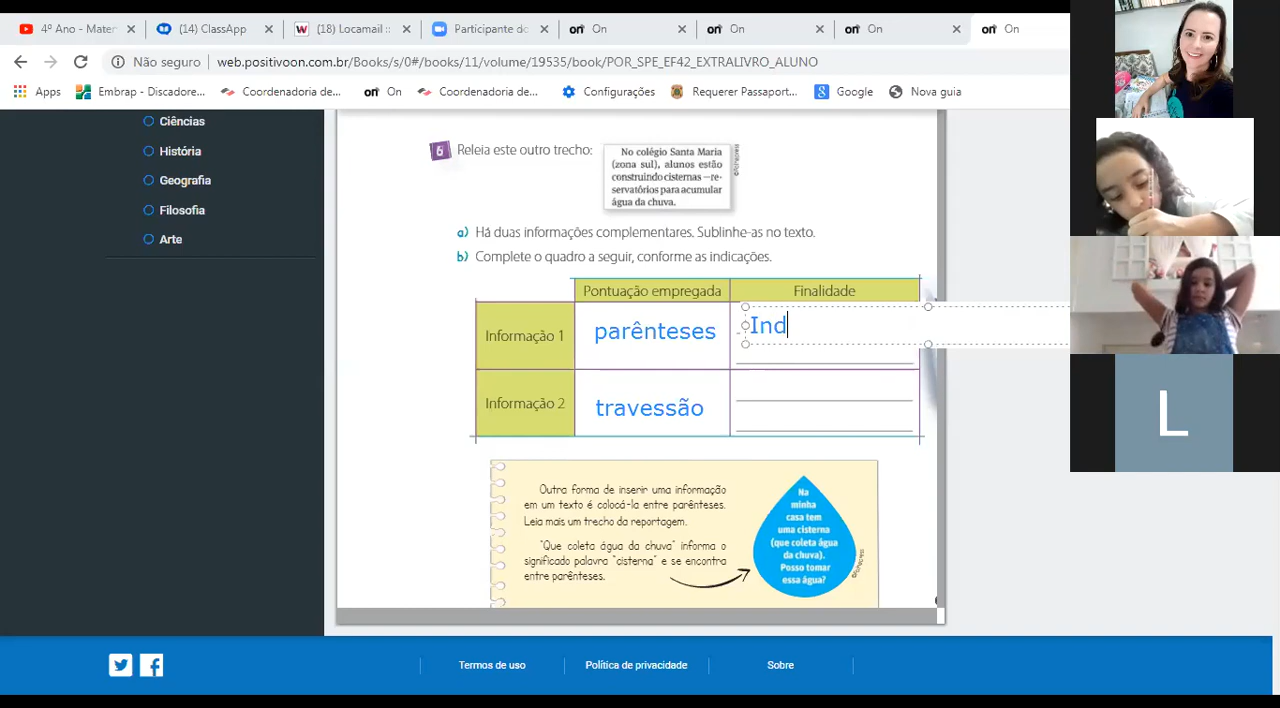 4º Ano - Mater
(14) ClassApp
(18) Locamail ::
Participante do
On
On
On
On
Não seguro
web.positivoon.com.br/Books/s/0#/books/11/volume/19535/book/POR_SPE_EF42_EXTRALIVRO_ALUNO
Apps
Embrap - Discadore...
Coordenadoria de...
On
Coordenadoria de...
Configurações
Requerer Passaport...
Google
Nova guia
Ciências
História
Geografia
Filosofia
Arte
6 Releia este outro trecho:
No colégio Santa Maria
(zona sul), alunos estão
construindo cisternas —re-
servatórios para acumular
água da chuva.
a) Há duas informações complementares. Sublinhe-as no texto.
b) Complete o quadro a seguir, conforme as indicações.
Pontuação empregada
Finalidade
Informação 1
parênteses
Ind
Informação 2
travessão
Outra forma de inserir uma informação
em um texto é colocá-la entre parênteses.
Leia mais um trecho da reportagem.
"Que coleta água da chuva" informa o
significado palavra "cisterna" e se encontra
entre parênteses.
Na
minha
casa tem
uma cisterna
(que coleta água
da chuva).
Posso tomar
essa água?
L
Termos de uso
Política de privacidade
Sobre